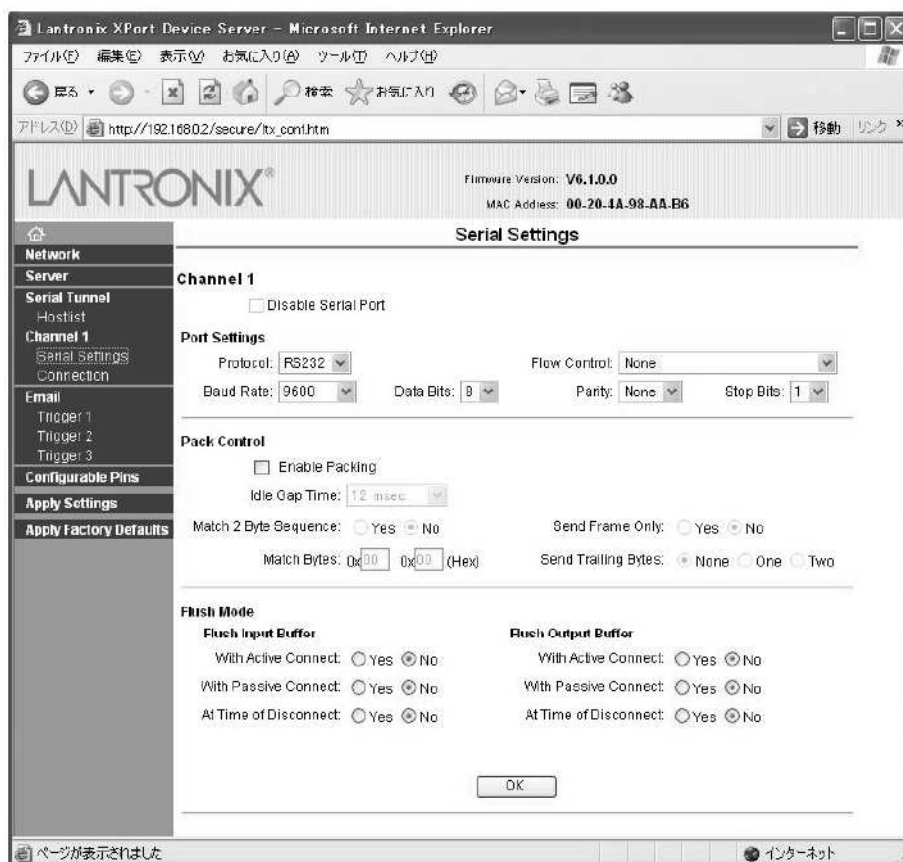 Lantronix XPort Device Server - Microsoft Internet Explorer
ファイル(F) 編集(E) 表示(V) お気に入り(A) ツール(T) ヘルプ(H)
戻る 検索 お気に入り
アドレス(D) http://192.168.0.2/secure/ltx_conf.htm 移動 リンク »
LANTRONIX®
Firmware Version: V6.1.0.0
MAC Address: 00-20-4A-98-AA-B6
Network
Server
Serial Tunnel
Hostlist
Channel 1
Serial Settings
Connection
Email
Trigger 1
Trigger 2
Trigger 3
Configurable Pins
Apply Settings
Apply Factory Defaults
Serial Settings
Channel 1
Disable Serial Port
Port Settings
Protocol: RS232 Flow Control: None
Baud Rate: 9600 Data Bits: 8 Parity: None Stop Bits: 1
Pack Control
Enable Packing
Idle Gap Time: 12 msec
Match 2 Byte Sequence: Yes No Send Frame Only: Yes No
Match Bytes: 0x00 0x00 (Hex) Send Trailing Bytes: None One Two
Flush Mode
Flush Input Buffer Flush Output Buffer
With Active Connect: Yes No With Active Connect: Yes No
With Passive Connect: Yes No With Passive Connect: Yes No
At Time of Disconnect: Yes No At Time of Disconnect: Yes No
OK
ページが表示されました インターネット